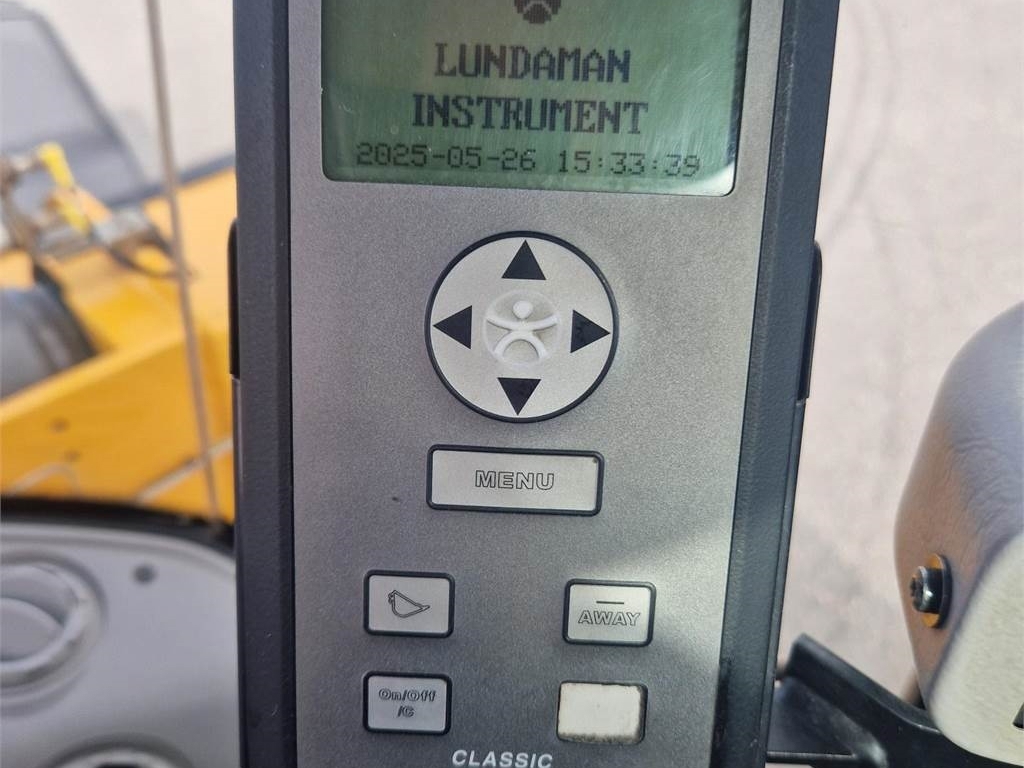 LUNDAMAN
INSTRUMENT
2025-05-26 15:33:39
MENU
AWAY
On/Off
/C
CLASSIC